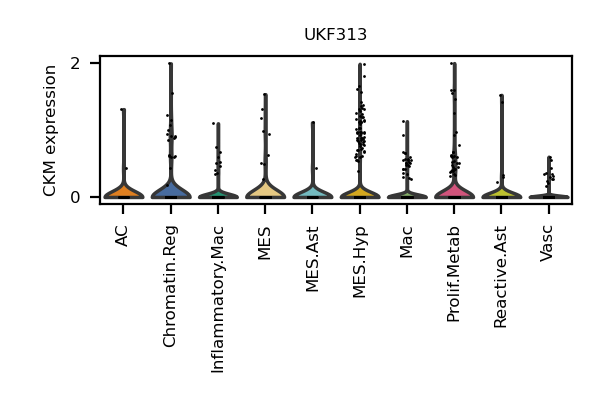 UKF313
CKM expression
2
0
AC
Chromatin.Reg
Inflammatory.Mac
MES
MES.Ast
MES.Hyp
Mac
Prolif.Metab
Reactive.Ast
Vasc